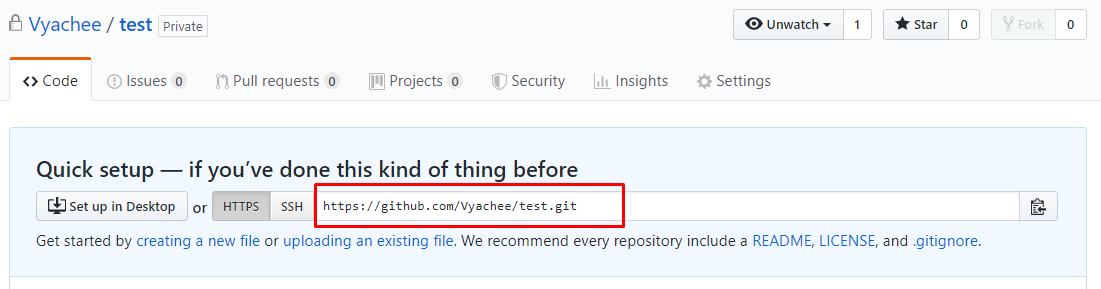 Vyachee / test Private Unwatch 1 Star 0 Fork 0
Code Issues 0 Pull requests 0 Projects 0 Security Insights Settings
Quick setup — if you’ve done this kind of thing before
Set up in Desktop or HTTPS SSH https://github.com/Vyachee/test.git
Get started by creating a new file or uploading an existing file. We recommend every repository include a README, LICENSE, and .gitignore.